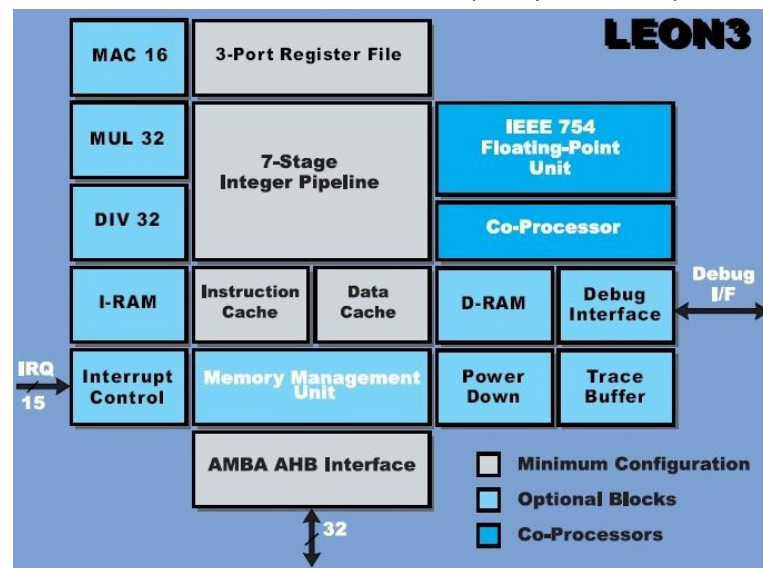 LEON3
MAC 16
3-Port Register File
MUL 32
7-Stage
Integer Pipeline
IEEE 754
Floating-Point
Unit
DIV 32
Co-Processor
I-RAM
Instruction
Cache
Data
Cache
D-RAM
Debug
Interface
Debug
I/F
IRQ
15
Interrupt
Control
Memory Management
Unit
Power
Down
Trace
Buffer
AMBA AHB Interface
32
Minimum Configuration
Optional Blocks
Co-Processors